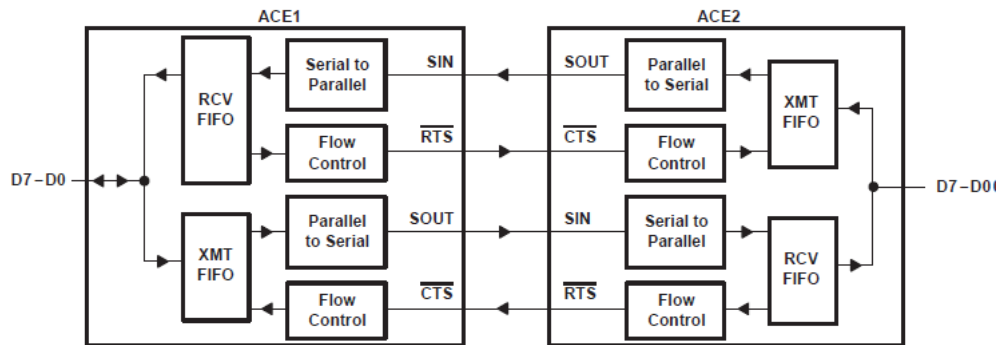 ACE1
ACE2
Serial to
Parallel
SIN
SOUT
Parallel
to Serial
RCV
FIFO
XMT
FIFO
Flow
Control
RTS
CTS
Flow
Control
D7–D0
D7–D0
Parallel
to Serial
SOUT
SIN
Serial to
Parallel
XMT
FIFO
RCV
FIFO
Flow
Control
CTS
RTS
Flow
Control